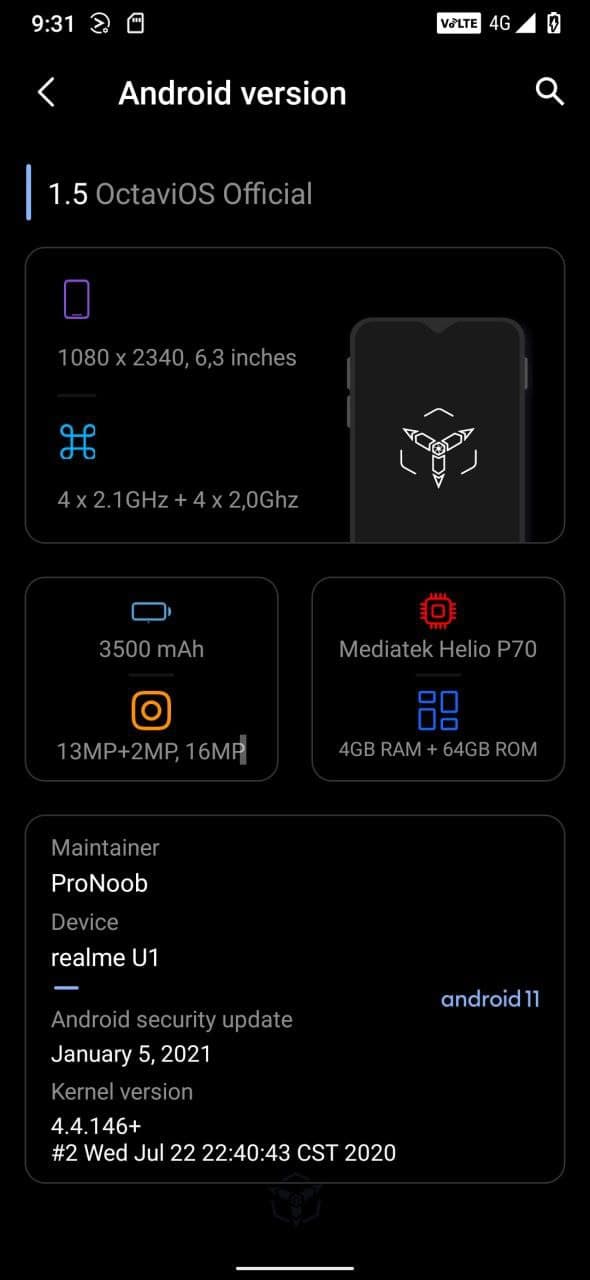 9:31
VoLTE 4G
Android version
1.5 OctaviOS Official
1080 x 2340, 6,3 inches
4 x 2.1GHz + 4 x 2,0Ghz
3500 mAh
Mediatek Helio P70
13MP+2MP, 16MP
4GB RAM + 64GB ROM
Maintainer
ProNoob
Device
realme U1
android 11
Android security update
January 5, 2021
Kernel version
4.4.146+
#2 Wed Jul 22 22:40:43 CST 2020